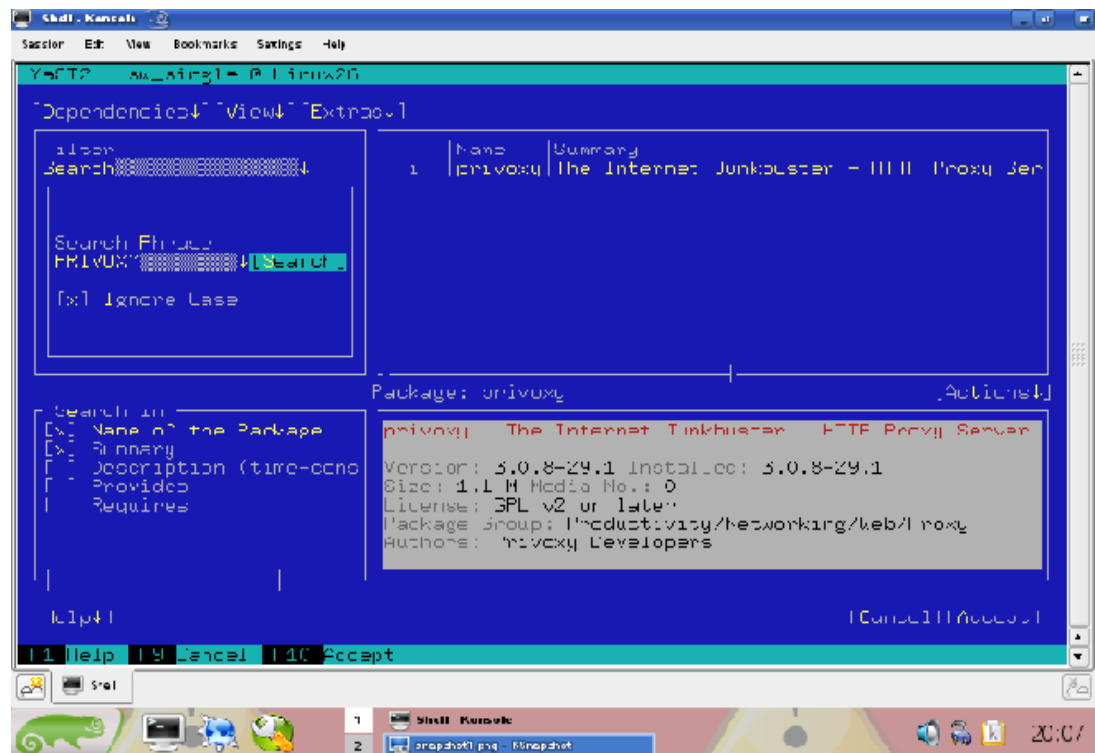 Shell - Konsole
Session Edit View Bookmarks Settings Help
YaST2 - sw_single @ Linux26
[Dependencies↓][View↓][Extras↓]
Filter
Search↓
Name Summary
1 privoxy The Internet Junkbuster - HTTP Proxy Ser
Search Phrase
PRIVOXY↓[Search]
[x] Ignore Case
Package: privoxy [Actions↓]
Search in
[x] Name of the Package
[x] Summary
[ ] Description (time-cons
[ ] Provides
[ ] Requires
privoxy - The Internet Junkbuster - HTTP Proxy Server
Version: 3.0.8-29.1 Installed: 3.0.8-29.1
Size: 1.1 M Media No.: 0
License: GPL v2 or later
Package Group: Productivity/Networking/Web/Proxy
Authors: Privoxy Developers
[Help↓] [Cancel][Accept]
F1 Help F9 Cancel F10 Accept
Shell
1 Shell - Konsole
2 snapshot1.png - KSnapshot
20:07